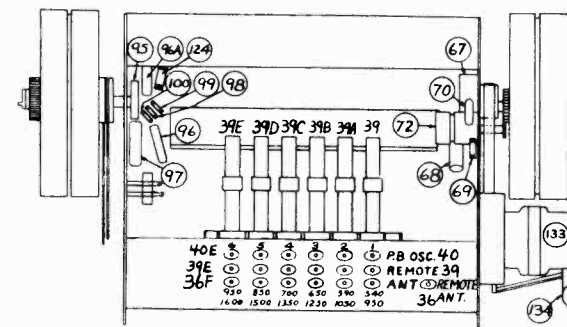 95
96A
124
100
99
98
96
97
67
70
72
68
69
133
134
39E 39D 39C 39B 39A 39
40E 6 5 4 3 2 1 P.B OSC. 40
39E REMOTE 39
36F ANT REMOTE
950 850 700 650 590 540 36 ANT.
1600 1500 1350 1250 1050 950